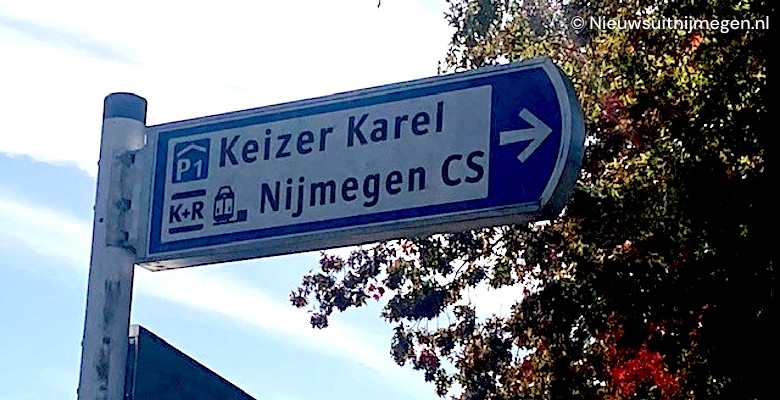 © Nieuwsuitnijmegen.nl
P1 Keizer Karel
K+R Nijmegen CS